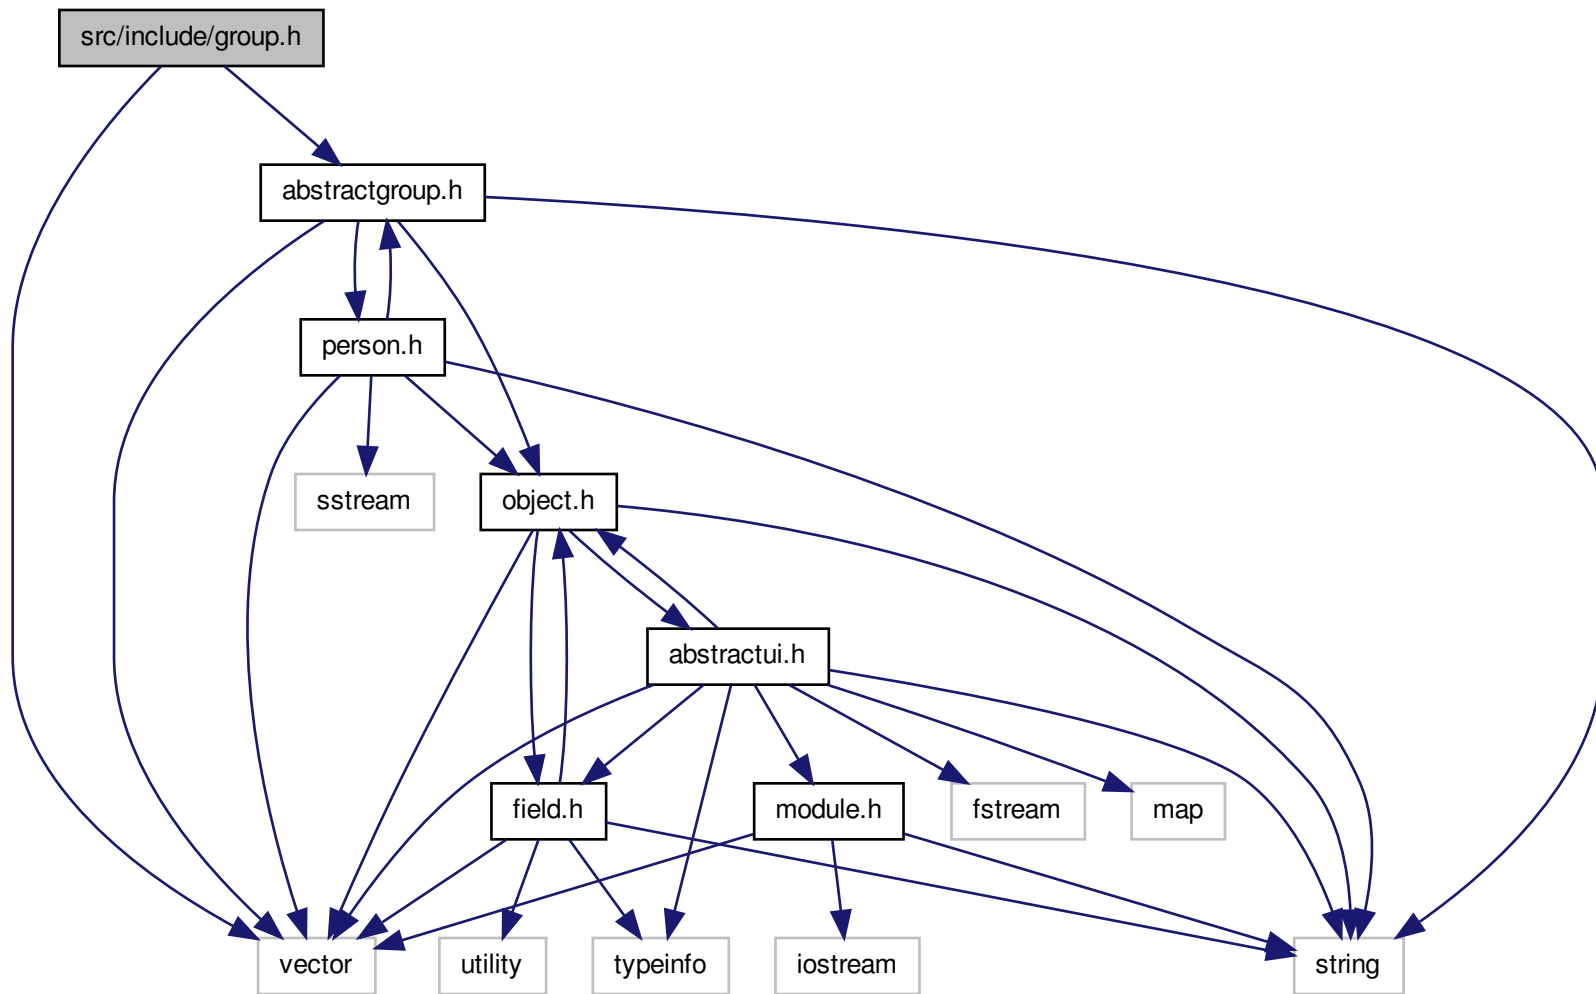 src/include/group.h
abstractgroup.h
person.h
sstream
object.h
abstractui.h
field.h
module.h
fstream
map
vector
utility
typeinfo
iostream
string